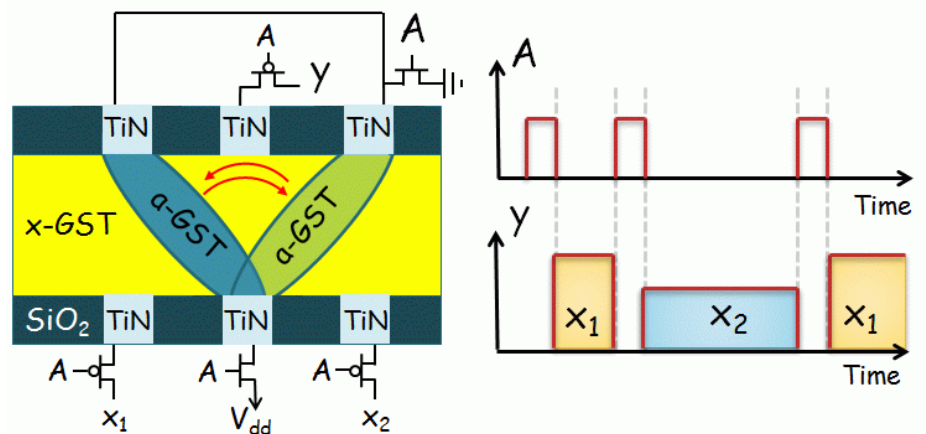 A
A
y
TiN TiN TiN
x-GST
a-GST
a-GST
SiO₂ TiN TiN TiN
A A A
x₁ Vdd x₂
A
Time
y
x₁ x₂ x₁
Time